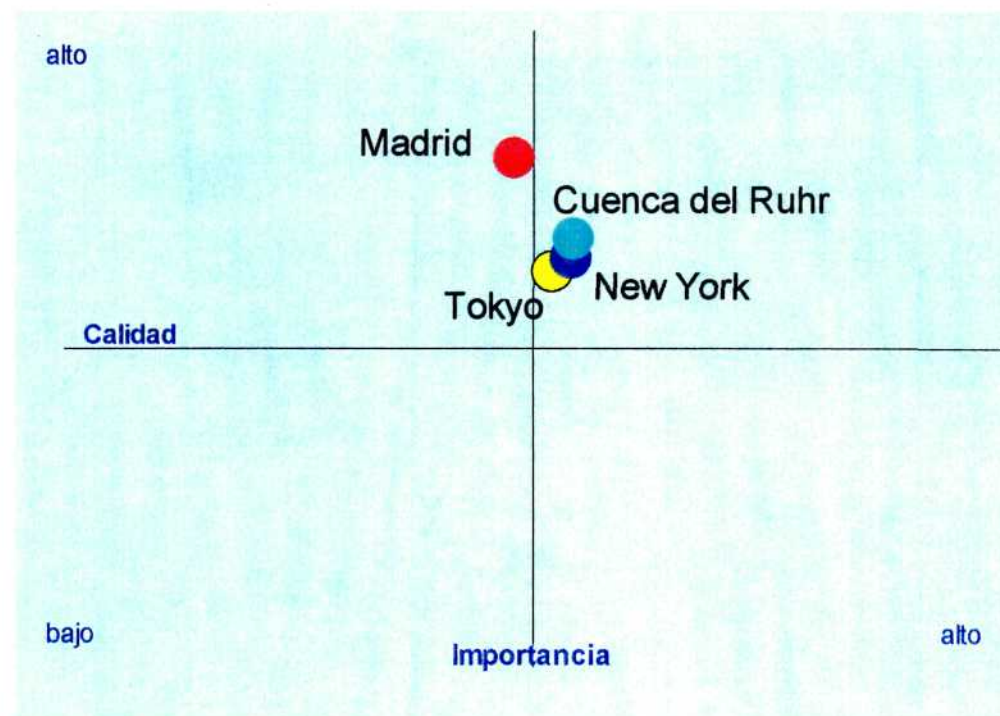 alto
Madrid
Cuenca del Ruhr
New York
Tokyo
Calidad
bajo
alto
Importancia